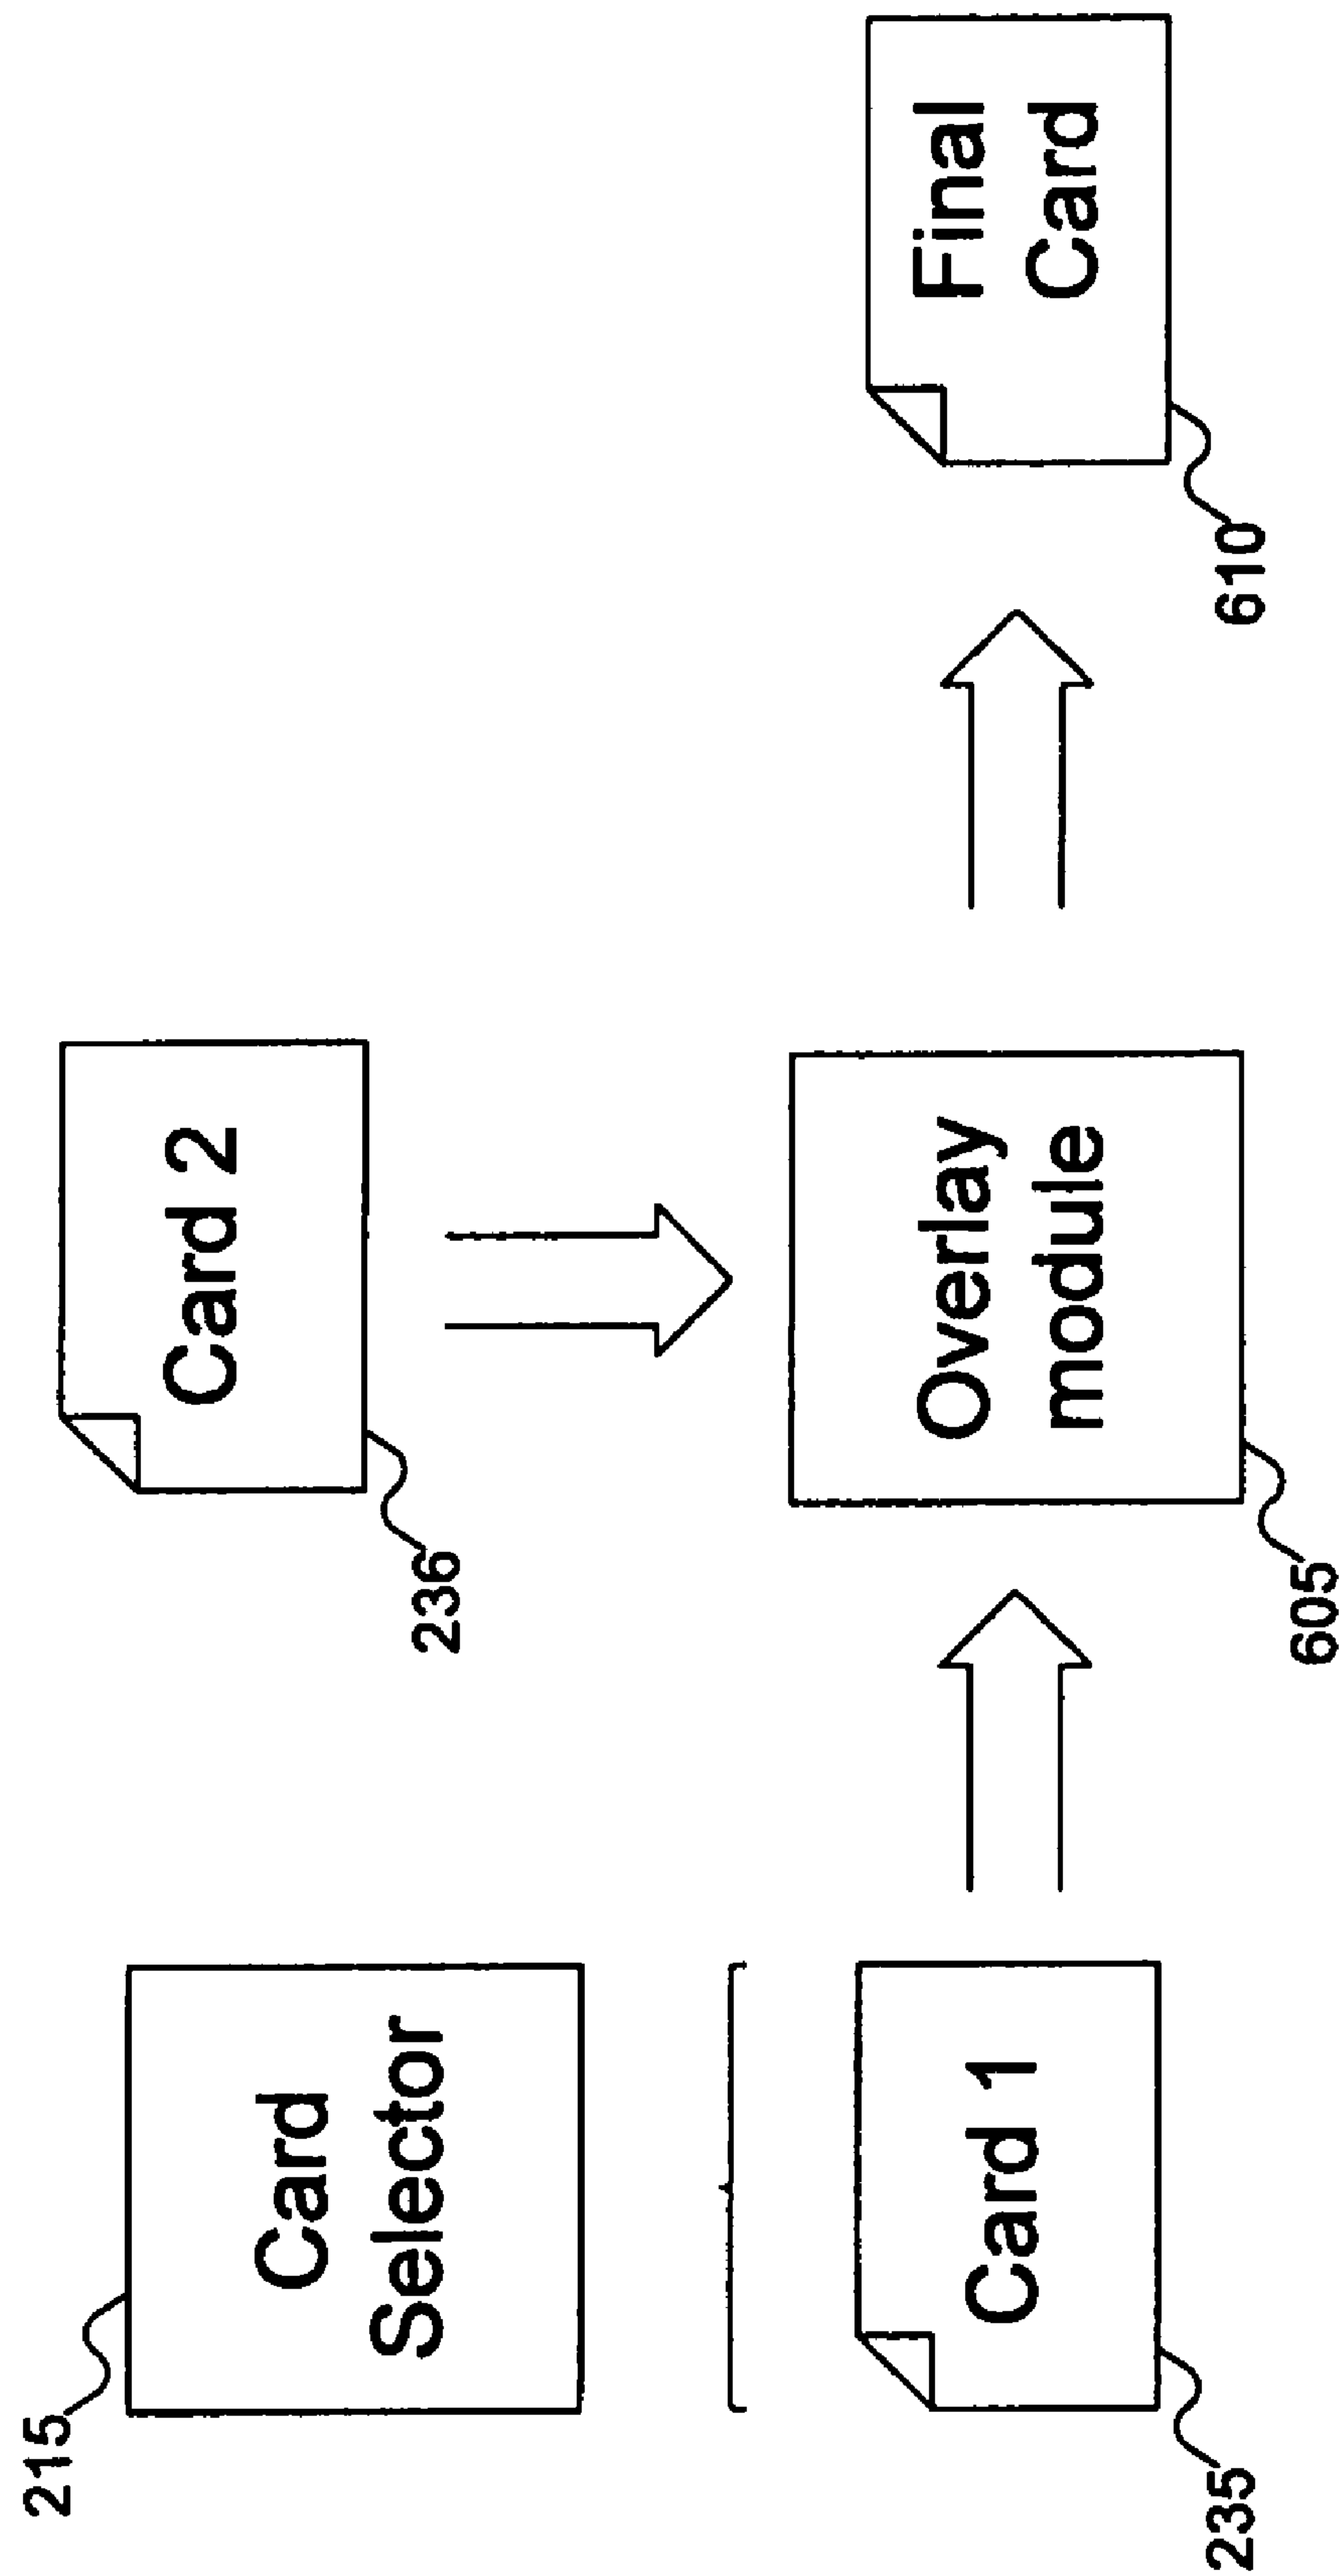 215
Card
Selector
Card 1
235
Card 2
236
Overlay
module
605
Final
Card
610